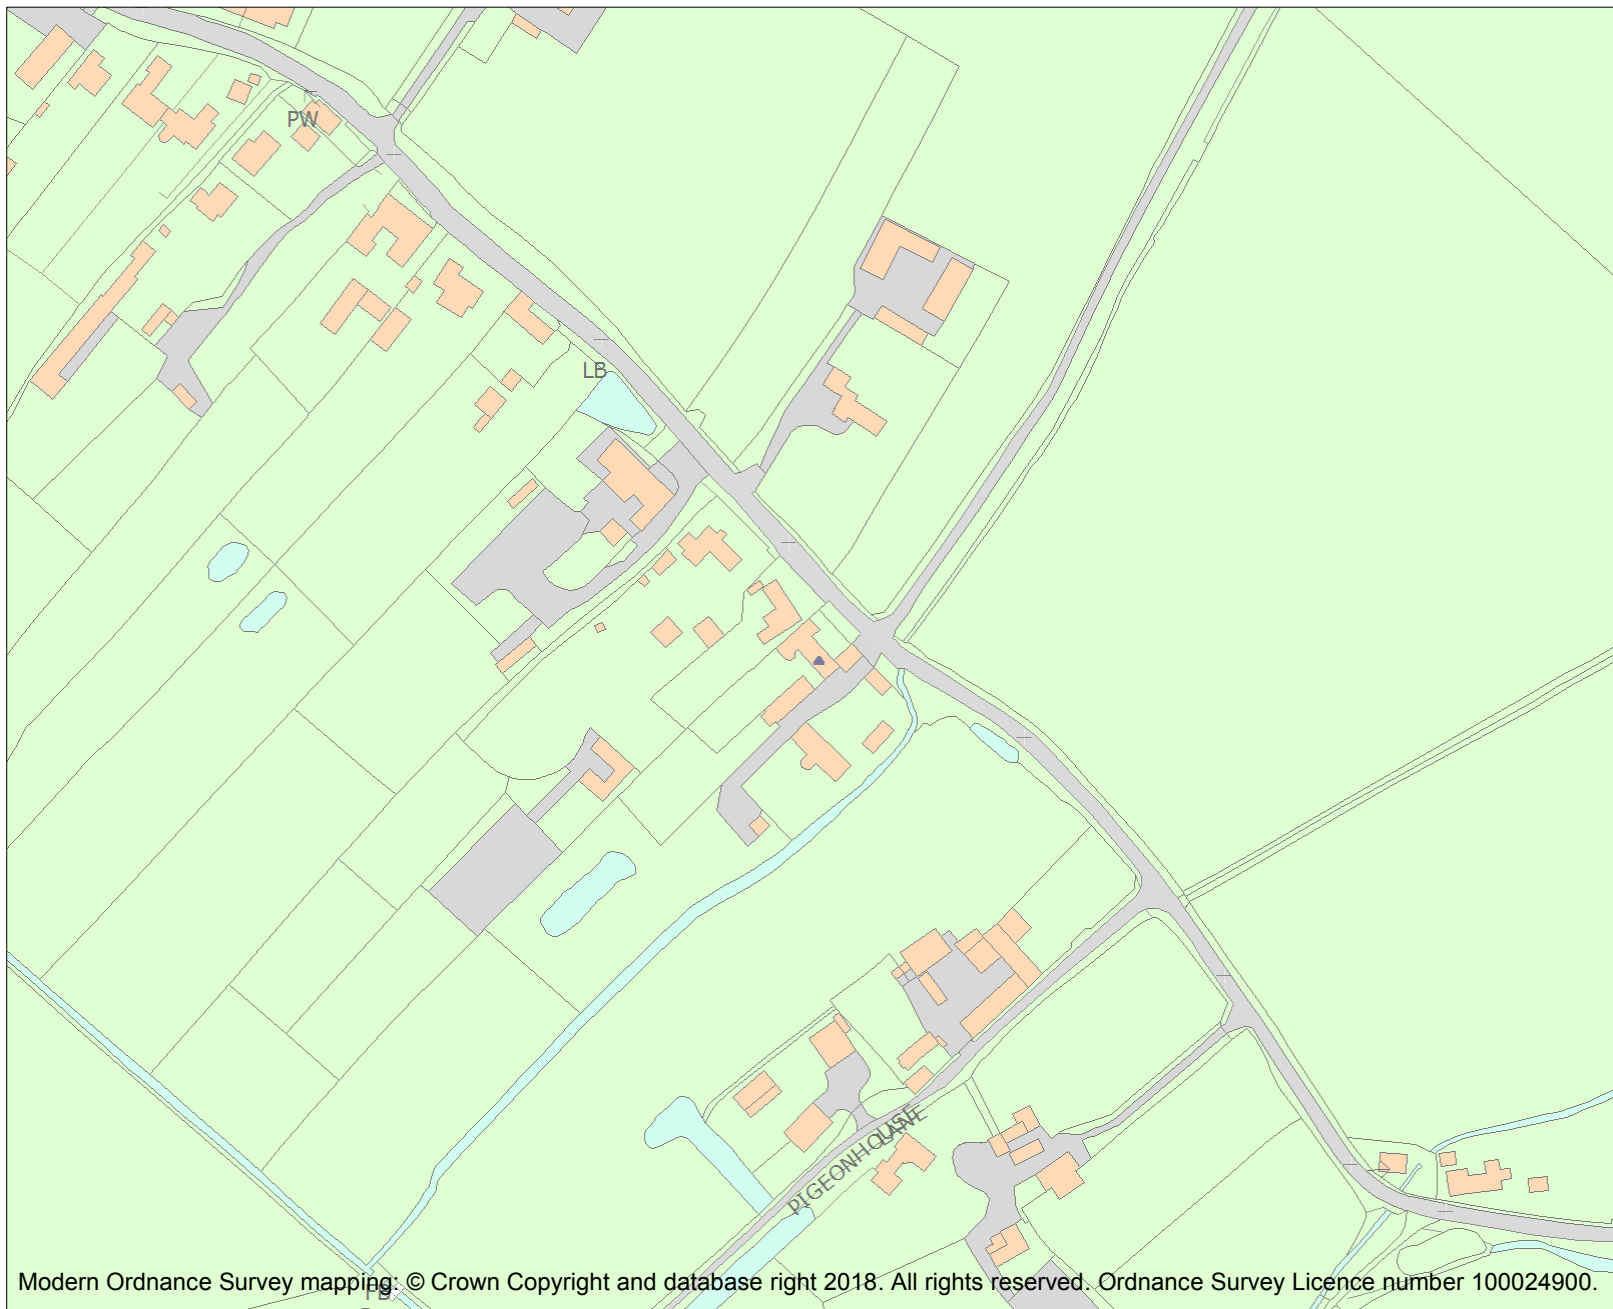 PW
LB
PIGEONHOUSE
LANE
FB
Modern Ordnance Survey mapping: © Crown Copyright and database right 2018. All rights reserved. Ordnance Survey Licence number 100024900.